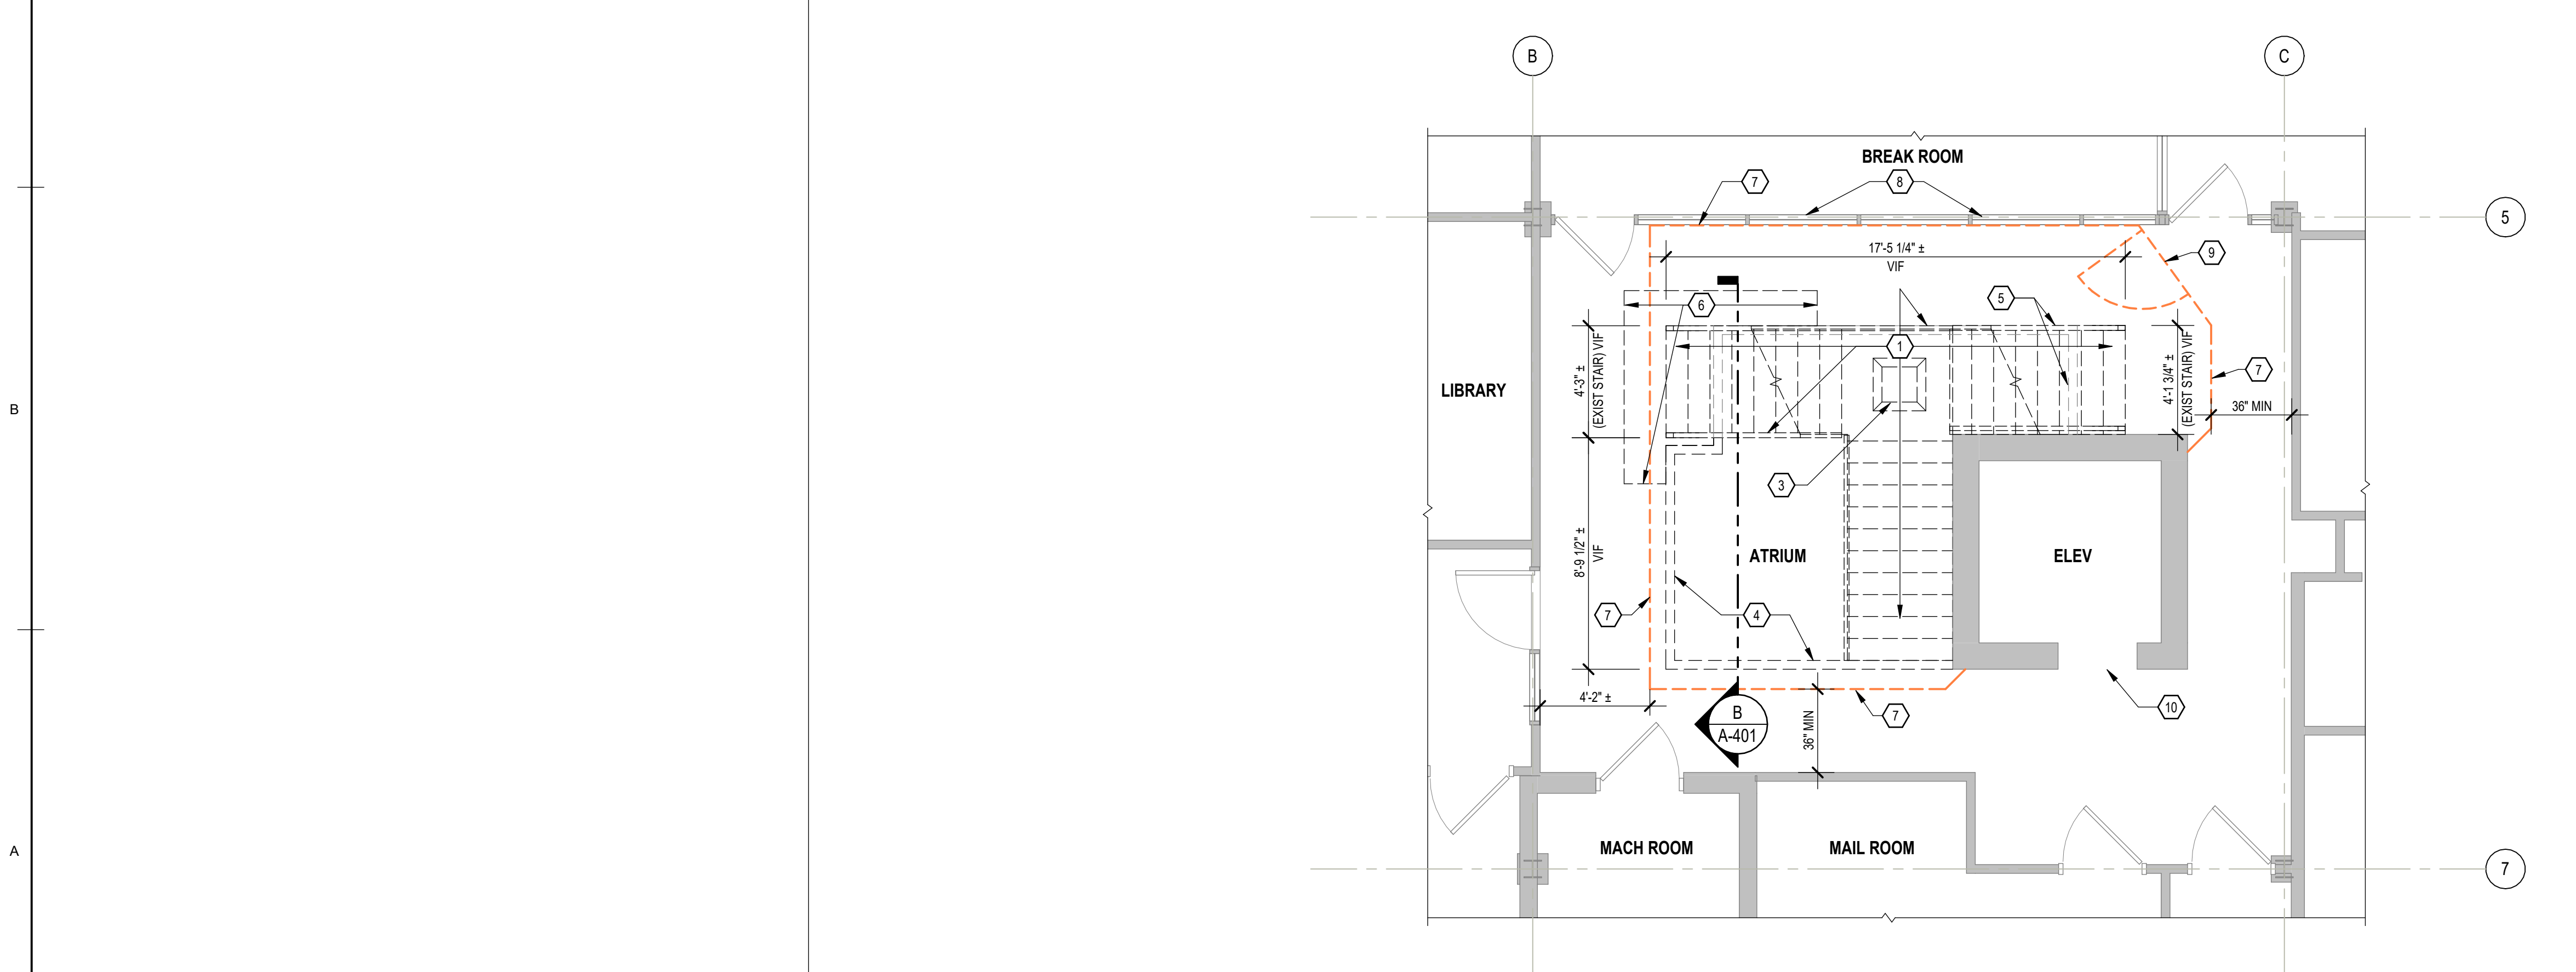 B
C
BREAK ROOM
7
8
5
17'-5 1/4" ±
VIF
9
6
5
4'-3" ±
(EXIST STAIR) VIF
1
4'-1 3/4" ±
(EXIST STAIR) VIF
7
LIBRARY
36" MIN
B
3
8'-9 1/2" ±
VIF
ATRIUM
ELEV
7
4
4'-2" ±
10
B
A-401
7
36" MIN
MACH ROOM
MAIL ROOM
A
7